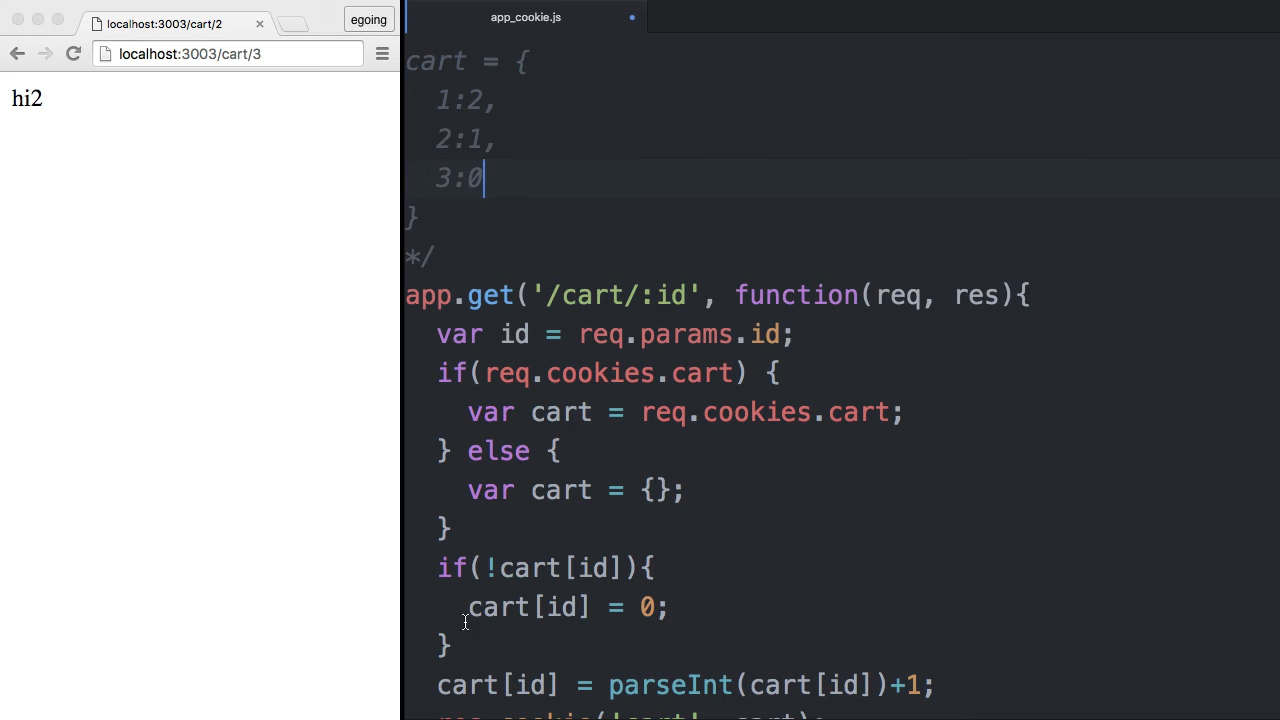 localhost:3003/cart/2
egoing
localhost:3003/cart/3
hi2
app_cookie.js
cart = {
1:2,
2:1,
3:0
}
*/
app.get('/cart/:id', function(req, res){
var id = req.params.id;
if(req.cookies.cart) {
var cart = req.cookies.cart;
} else {
var cart = {};
}
if(!cart[id]){
cart[id] = 0;
}
cart[id] = parseInt(cart[id])+1;